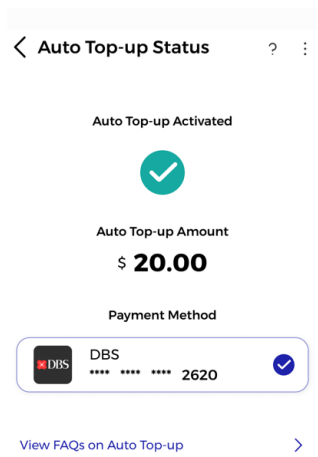 Auto Top-up Status ?
Auto Top-up Activated
Auto Top-up Amount
$ 20.00
Payment Method
DBS
DBS
**** **** **** 2620
View FAQs on Auto Top-up